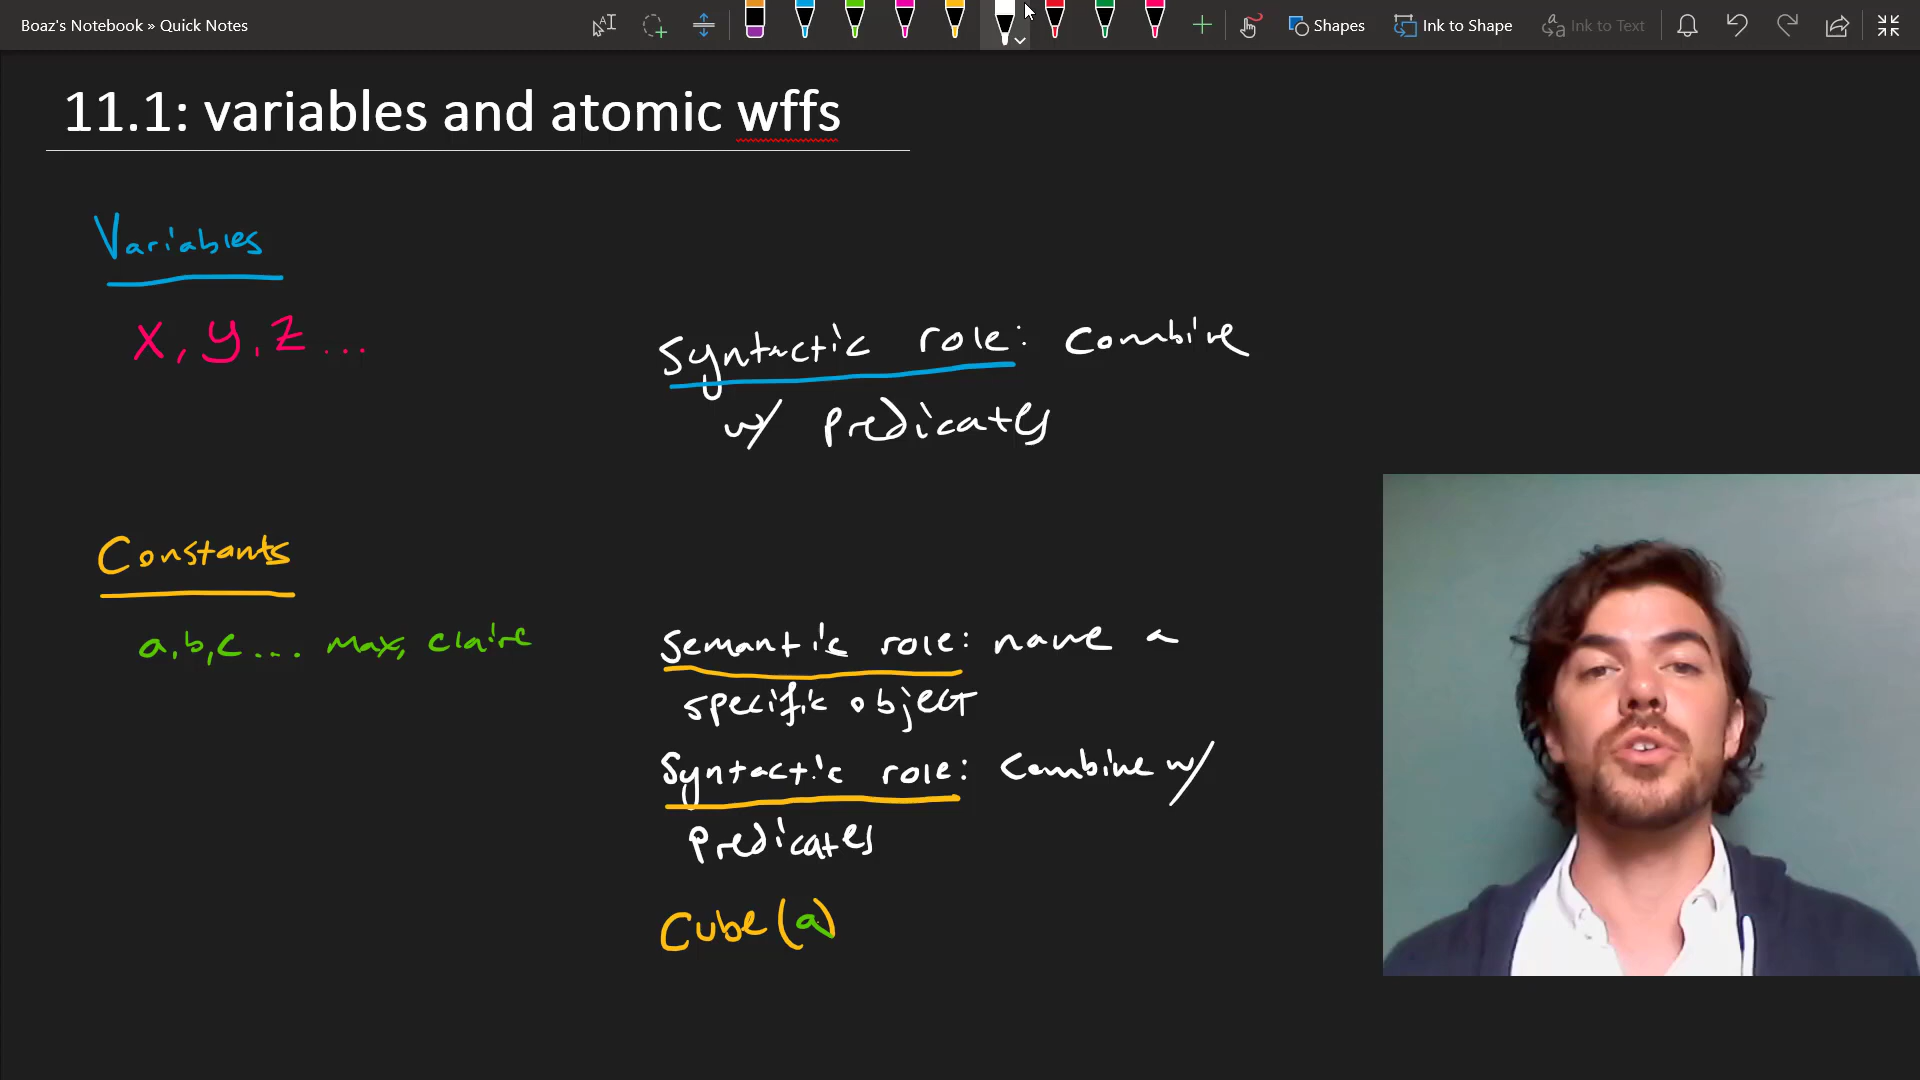 Boaz's Notebook » Quick Notes
Shapes
Ink to Shape
Ink to Text
11.1: variables and atomic wffs
Variables
x, y, z ...
Syntactic role: combine
w/ predicates
Constants
a, b, c ... max, claire
Semantic role: name a
specific object
Syntactic role: combine w/
predicates
Cube(a)